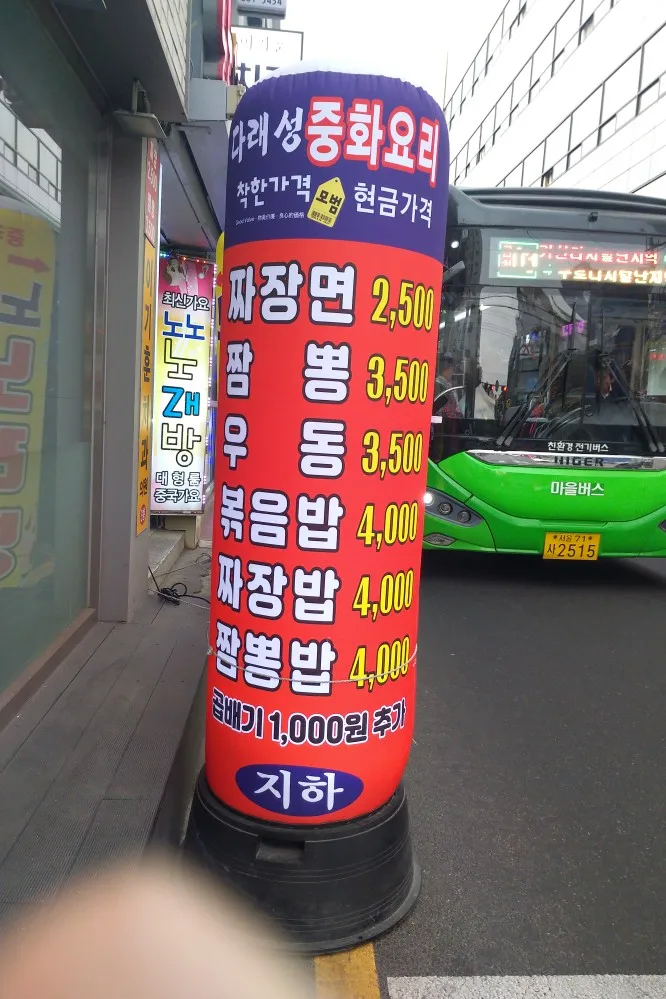 다래성 중화요리
착한가격 모범 현금가격
짜장면 2,500
짬 뽕 3,500
우 동 3,500
볶음밥 4,000
짜장밥 4,000
짬뽕밥 4,000
곱배기 1,000원 추가
지하
최신가요
노노
노래방
대형룸
중국가요
친환경 전기버스
HIGER
마을버스
서울 71
사2515